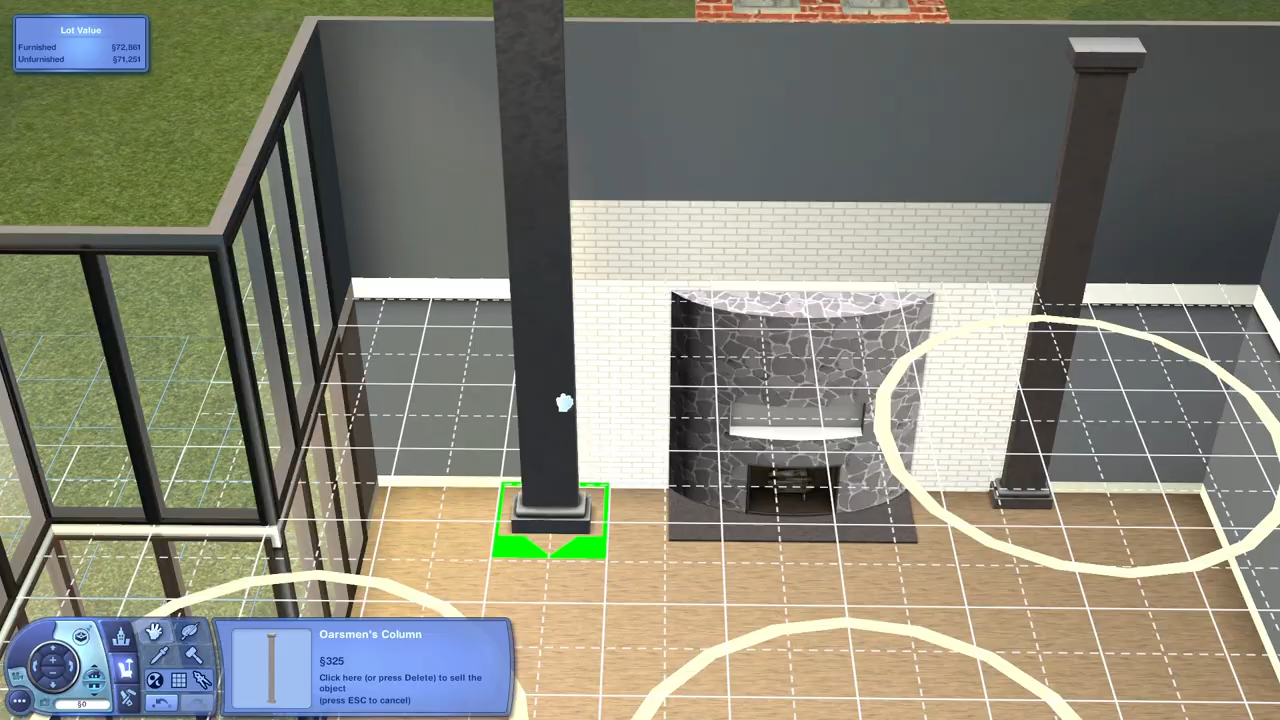 Lot Value
Furnished §72,861
Unfurnished §71,251
Oarsmen's Column
§325
Click here (or press Delete) to sell the
object
(press ESC to cancel)
§0